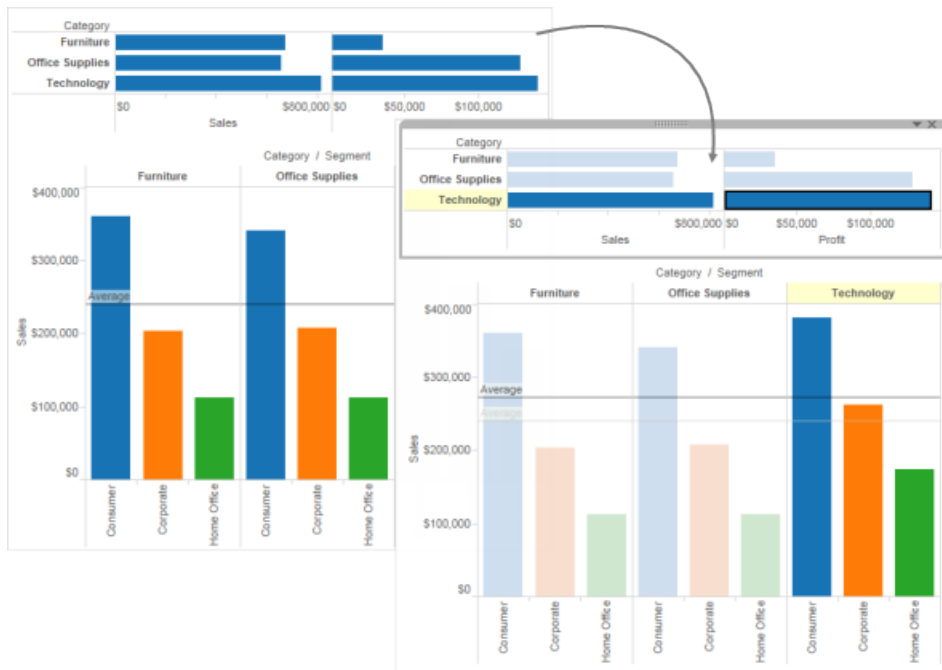 Category
Furniture
Office Supplies
Technology
$0 $800,000 $0 $50,000 $100,000
Sales
Category / Segment
Furniture Office Supplies
$400,000
$300,000
Average
Sales
$200,000
$100,000
$0
Consumer Corporate Home Office Consumer Corporate Home Office
Category
Furniture
Office Supplies
Technology
$0 $800,000 $0 $50,000 $100,000
Sales Profit
Category / Segment
Furniture Office Supplies Technology
$400,000
$300,000
Average
Average
Sales
$200,000
$100,000
$0
Consumer Corporate Home Office Consumer Corporate Home Office Consumer Corporate Home Office